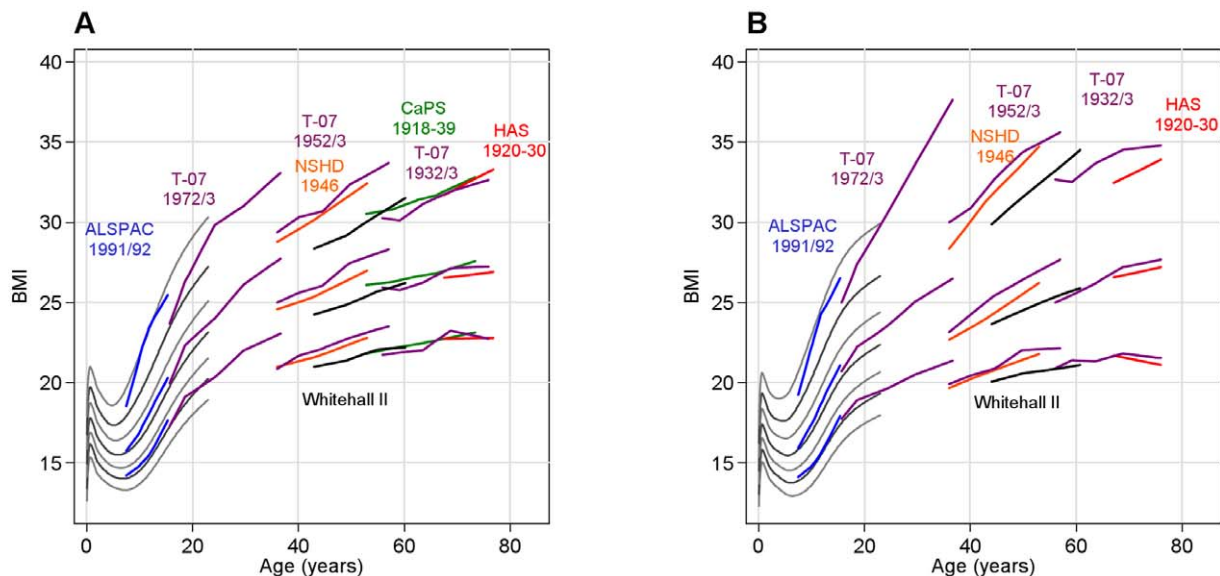 A
40
35
30
25
20
15
BMI
0
20
40
60
80
Age (years)
ALSPAC
1991/92
T-07
1972/3
T-07
1952/3
NSHD
1946
CaPS
1918-39
T-07
1932/3
HAS
1920-30
Whitehall II
B
40
35
30
25
20
15
BMI
0
20
40
60
80
Age (years)
ALSPAC
1991/92
T-07
1972/3
T-07
1952/3
NSHD
1946
T-07
1932/3
HAS
1920-30
Whitehall II